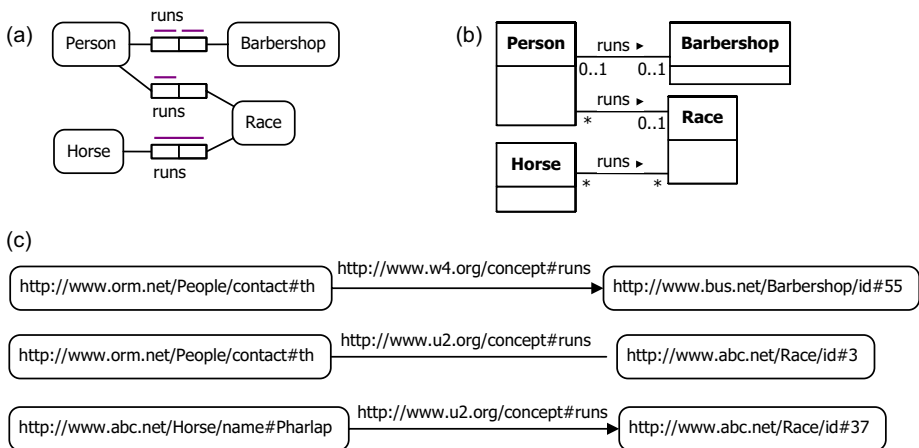 (a)
runs
Person
Barbershop
runs
Race
Horse
runs
(b)
Person
runs ►
Barbershop
0..1
0..1
runs ►
*
0..1
Race
Horse
runs ►
*
*
(c)
http://www.orm.net/People/contact#th
http://www.w4.org/concept#runs
http://www.bus.net/Barbershop/id#55
http://www.orm.net/People/contact#th
http://www.u2.org/concept#runs
http://www.abc.net/Race/id#3
http://www.abc.net/Horse/name#Pharlap
http://www.u2.org/concept#runs
http://www.abc.net/Race/id#37